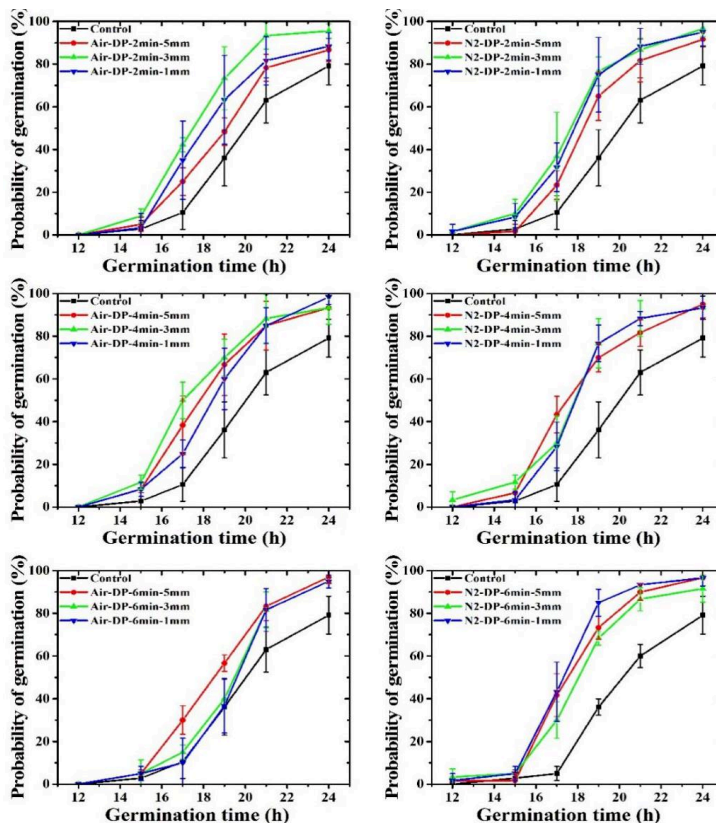 Probability of germination (%)
100
80
60
40
20
0
Control
Air-DP-2min-5mm
Air-DP-2min-3mm
Air-DP-2min-1mm
12 14 16 18 20 22 24
Germination time (h)
Probability of germination (%)
100
80
60
40
20
0
Control
N2-DP-2min-5mm
N2-DP-2min-3mm
N2-DP-2min-1mm
12 14 16 18 20 22 24
Germination time (h)
Probability of germination (%)
100
80
60
40
20
0
Control
Air-DP-4min-5mm
Air-DP-4min-3mm
Air-DP-4min-1mm
12 14 16 18 20 22 24
Germination time (h)
Probability of germination (%)
100
80
60
40
20
0
Control
N2-DP-4min-5mm
N2-DP-4min-3mm
N2-DP-4min-1mm
12 14 16 18 20 22 24
Germination time (h)
Probability of germination (%)
100
80
60
40
20
0
Control
Air-DP-6min-5mm
Air-DP-6min-3mm
Air-DP-6min-1mm
12 14 16 18 20 22 24
Germination time (h)
Probability of germination (%)
100
80
60
40
20
0
Control
N2-DP-6min-5mm
N2-DP-6min-3mm
N2-DP-6min-1mm
12 14 16 18 20 22 24
Germination time (h)